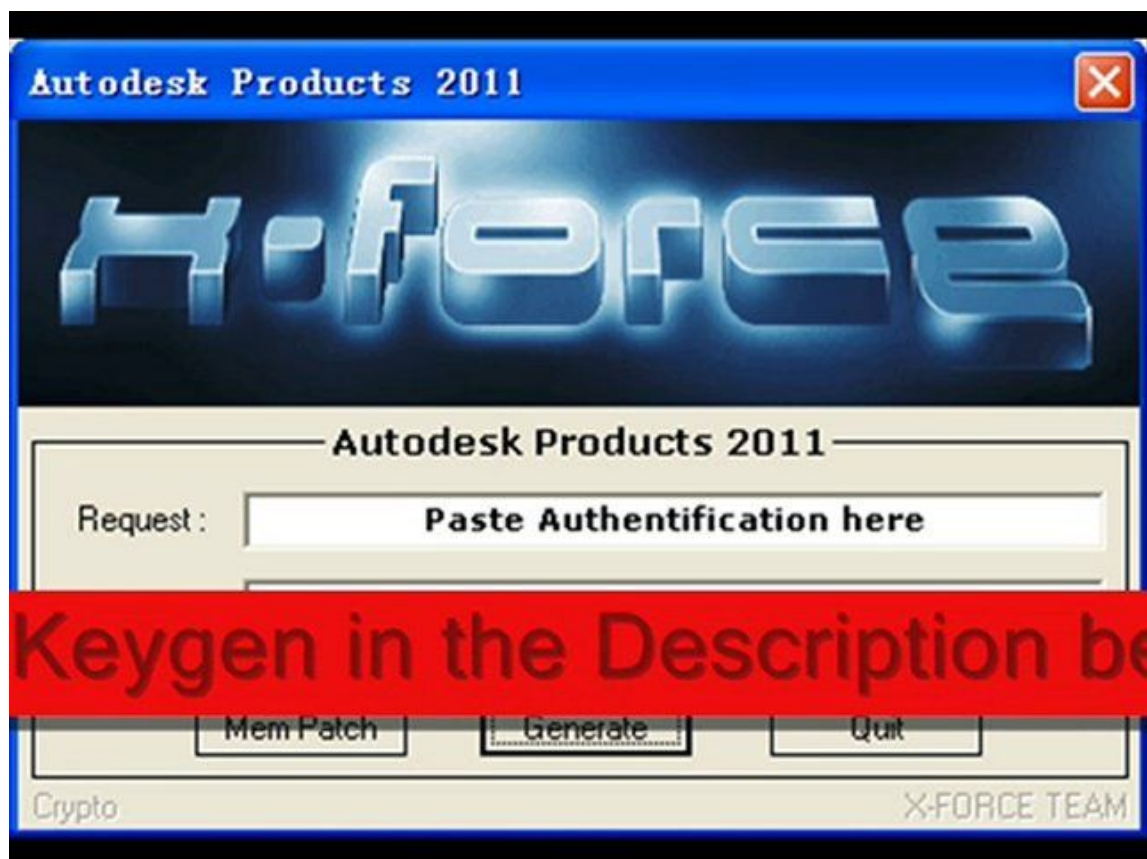 Autodesk Products 2011
X-FORCE
Autodesk Products 2011
Request :
Paste Authentification here
Keygen in the Description be
Mem Patch
Generate
Quit
Crypto
X-FORCE TEAM